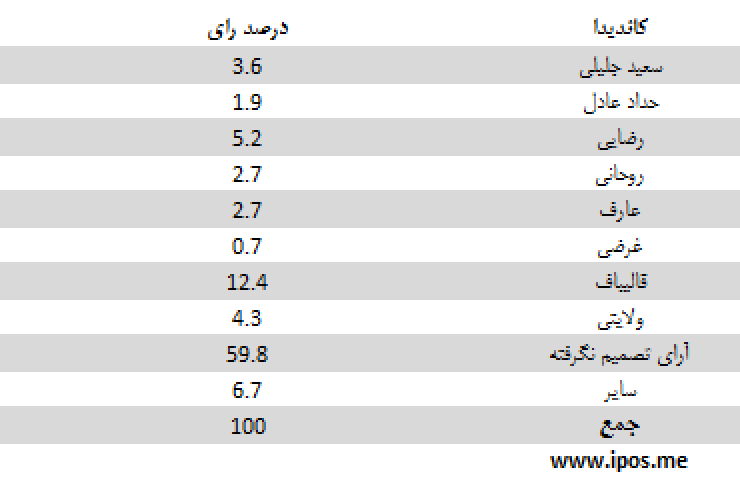 کاندیدا درصد رای
سعید جلیلی 3.6
حداد عادل 1.9
رضایی 5.2
روحانی 2.7
عارف 2.7
غرضی 0.7
قالیباف 12.4
ولایتی 4.3
آرای تصمیم نگرفته 59.8
سایر 6.7
جمع 100
www.ipos.me